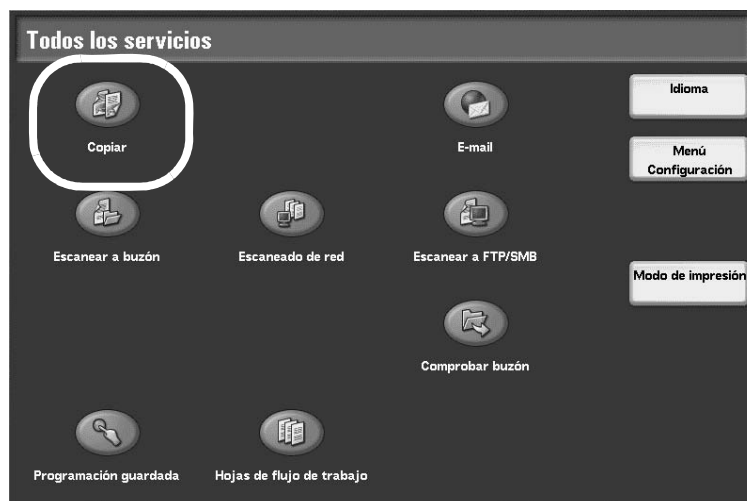 Todos los servicios
Copiar
E-mail
Idioma
Menú
Configuración
Escanear a buzón
Escaneado de red
Escanear a FTP/SMB
Modo de impresión
Comprobar buzón
Programación guardada
Hojas de flujo de trabajo